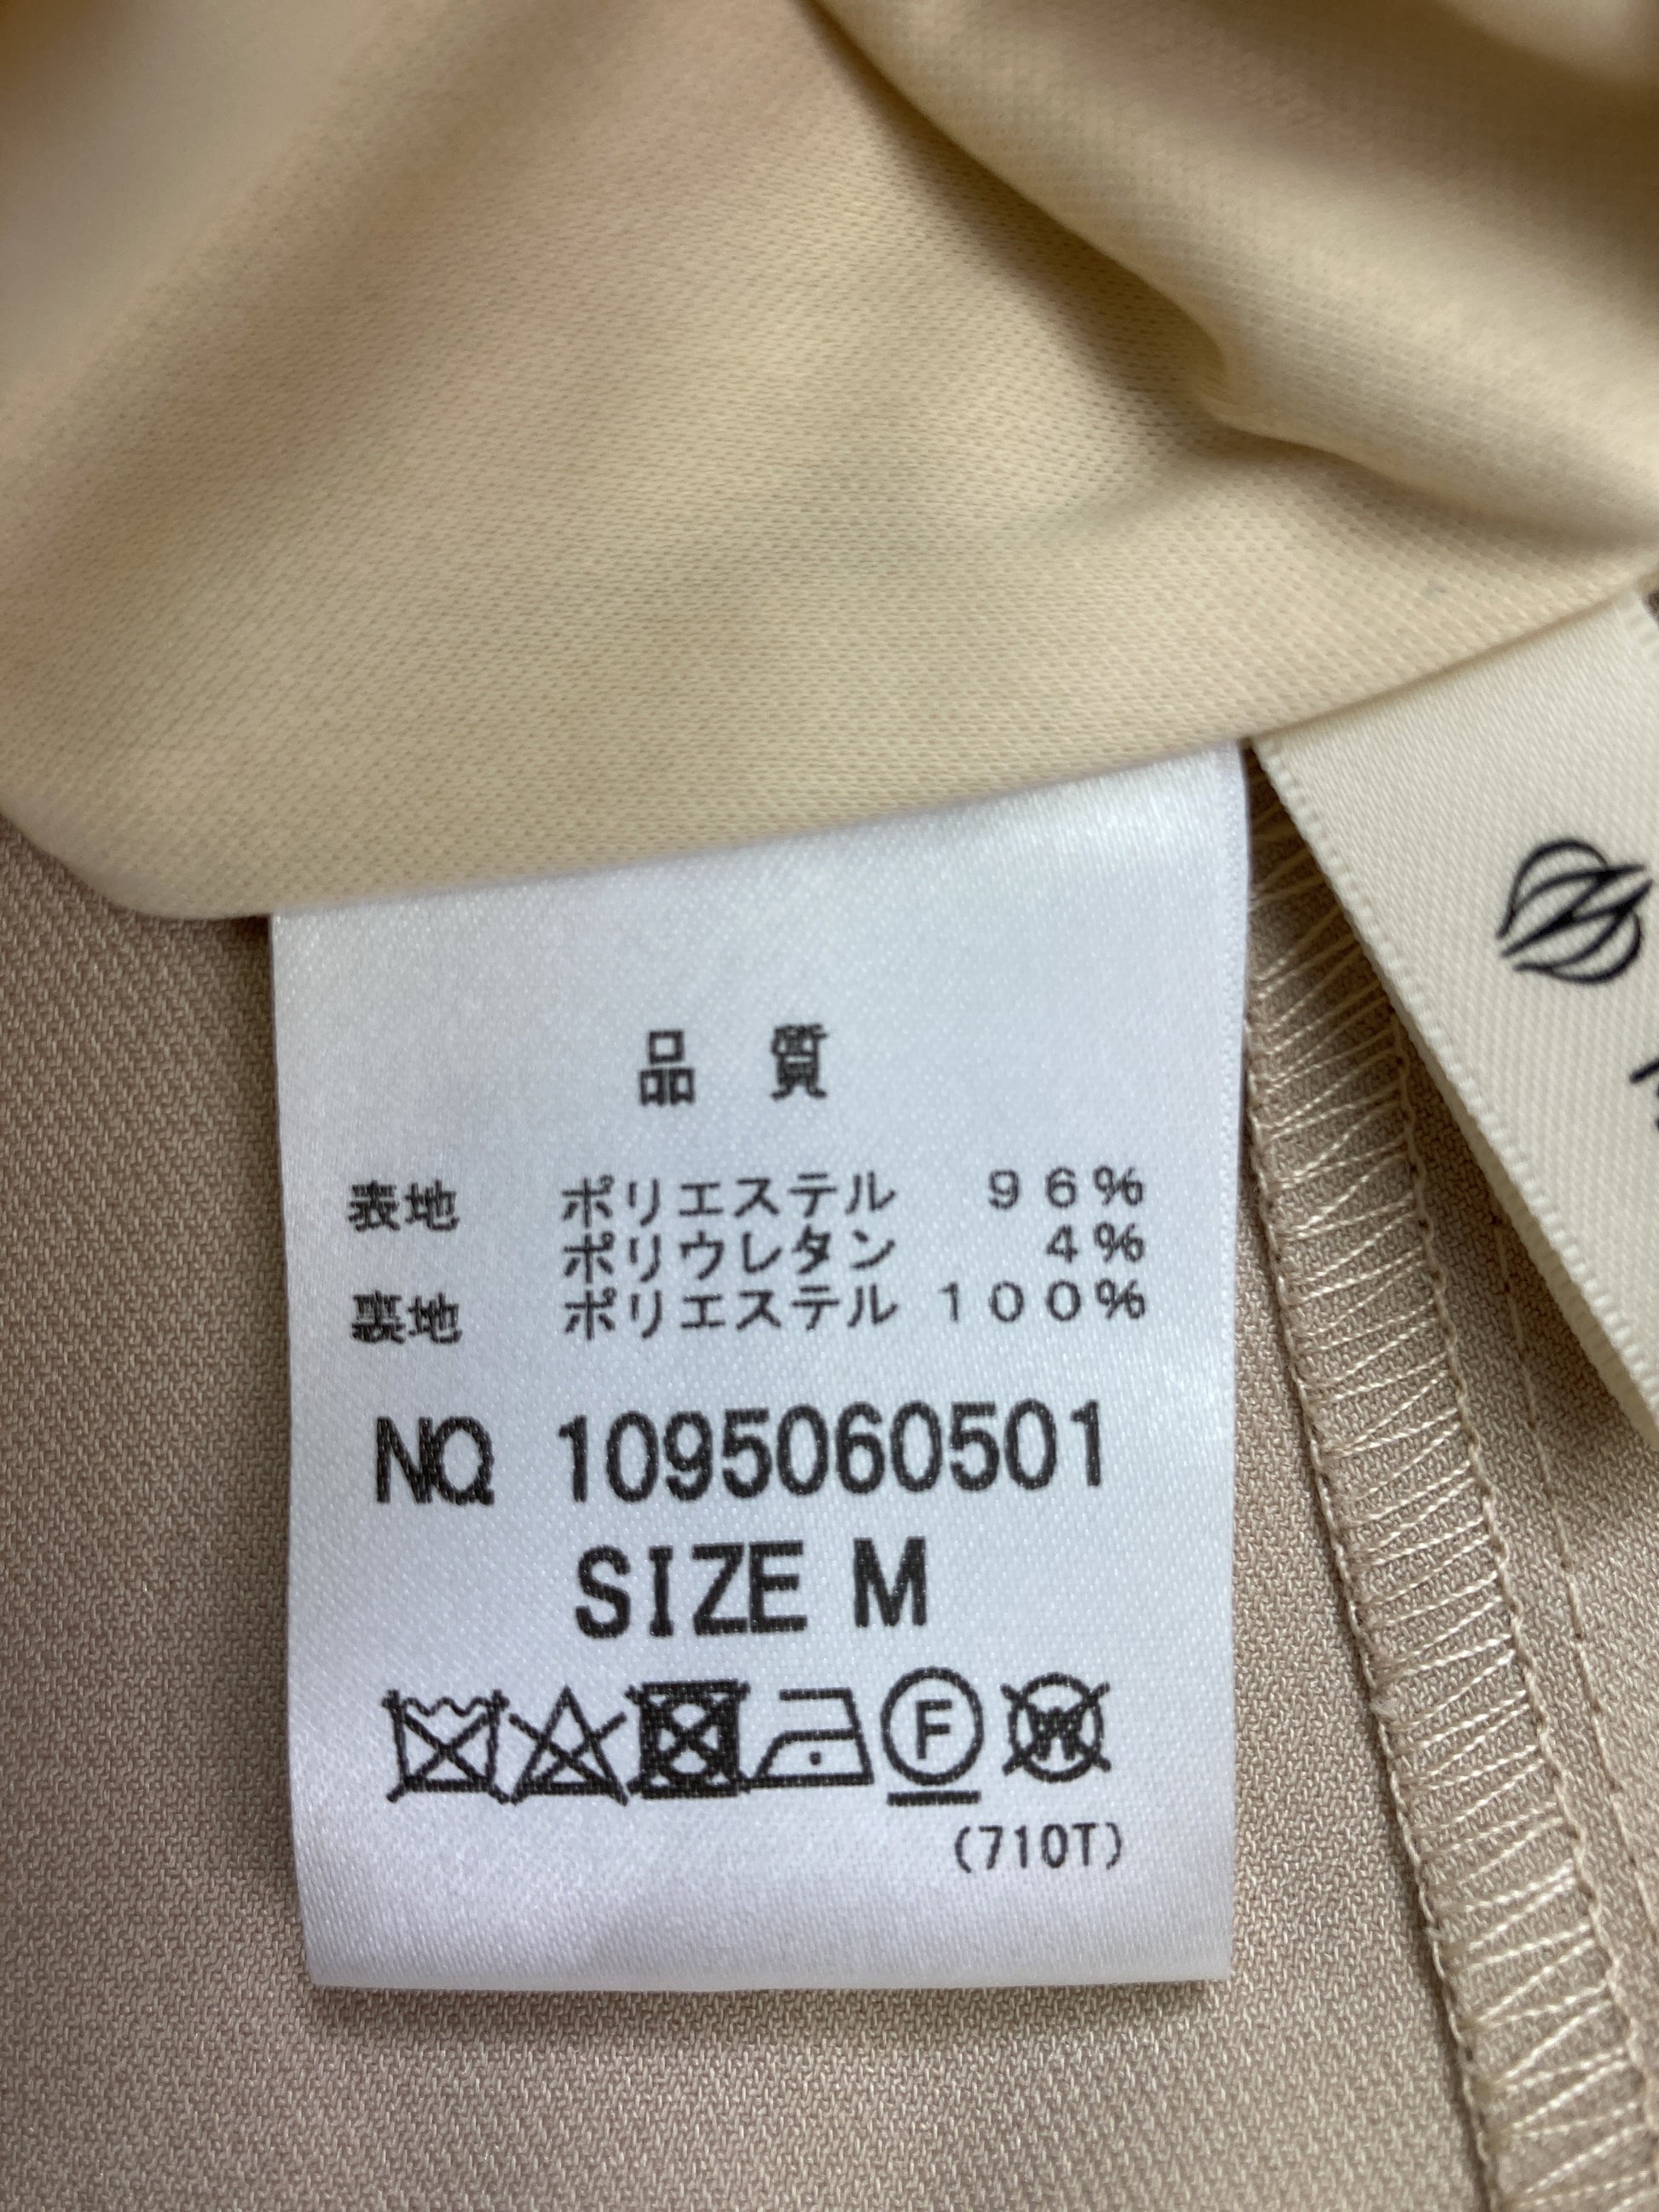 品 質
表地 ポリエステル 96%
ポリウレタン 4%
裏地 ポリエステル 100%
NO 1095060501
SIZE M
F W
(710T)